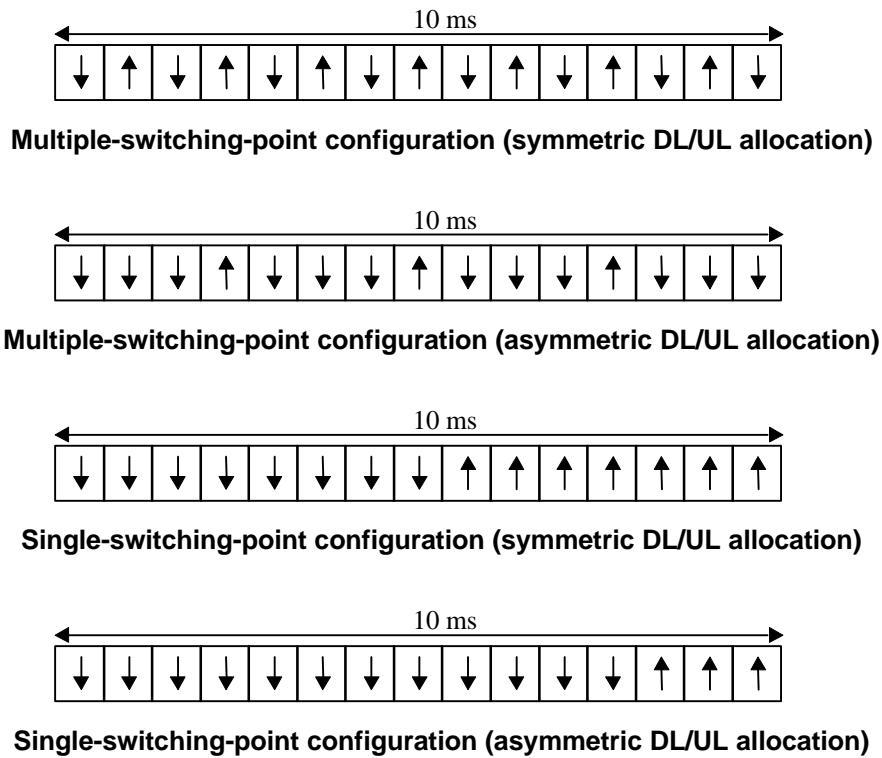 10 ms
Multiple-switching-point configuration (symmetric DL/UL allocation)
10 ms
Multiple-switching-point configuration (asymmetric DL/UL allocation)
10 ms
Single-switching-point configuration (symmetric DL/UL allocation)
10 ms
Single-switching-point configuration (asymmetric DL/UL allocation)